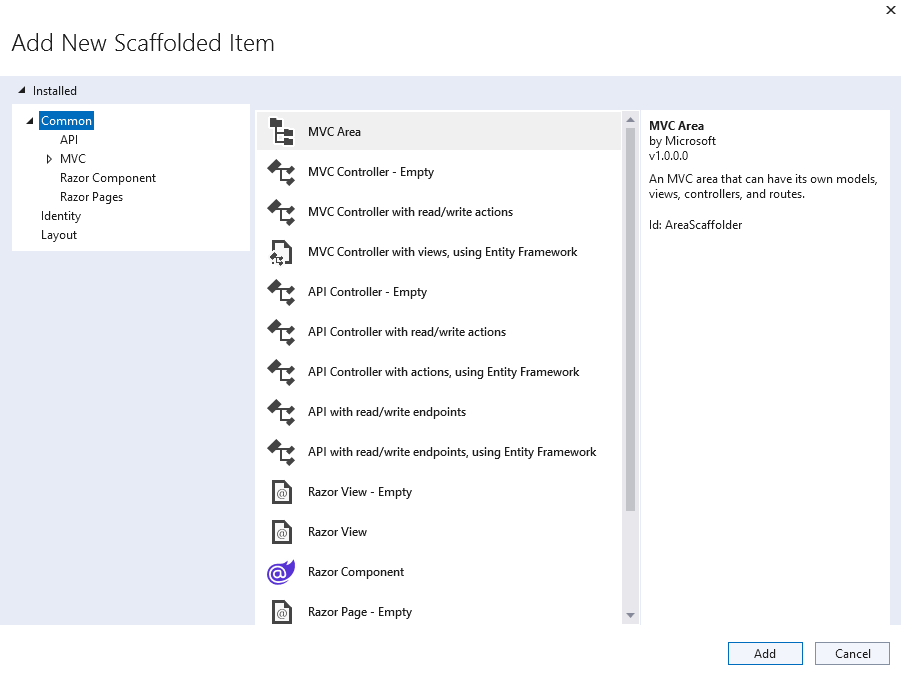 Add New Scaffolded Item
Installed
Common
API
MVC
Razor Component
Razor Pages
Identity
Layout
MVC Area
MVC Controller - Empty
MVC Controller with read/write actions
MVC Controller with views, using Entity Framework
API Controller - Empty
API Controller with read/write actions
API Controller with actions, using Entity Framework
API with read/write endpoints
API with read/write endpoints, using Entity Framework
Razor View - Empty
Razor View
Razor Component
Razor Page - Empty
MVC Area
by Microsoft
v1.0.0.0
An MVC area that can have its own models,
views, controllers, and routes.
Id: AreaScaffolder
Add
Cancel